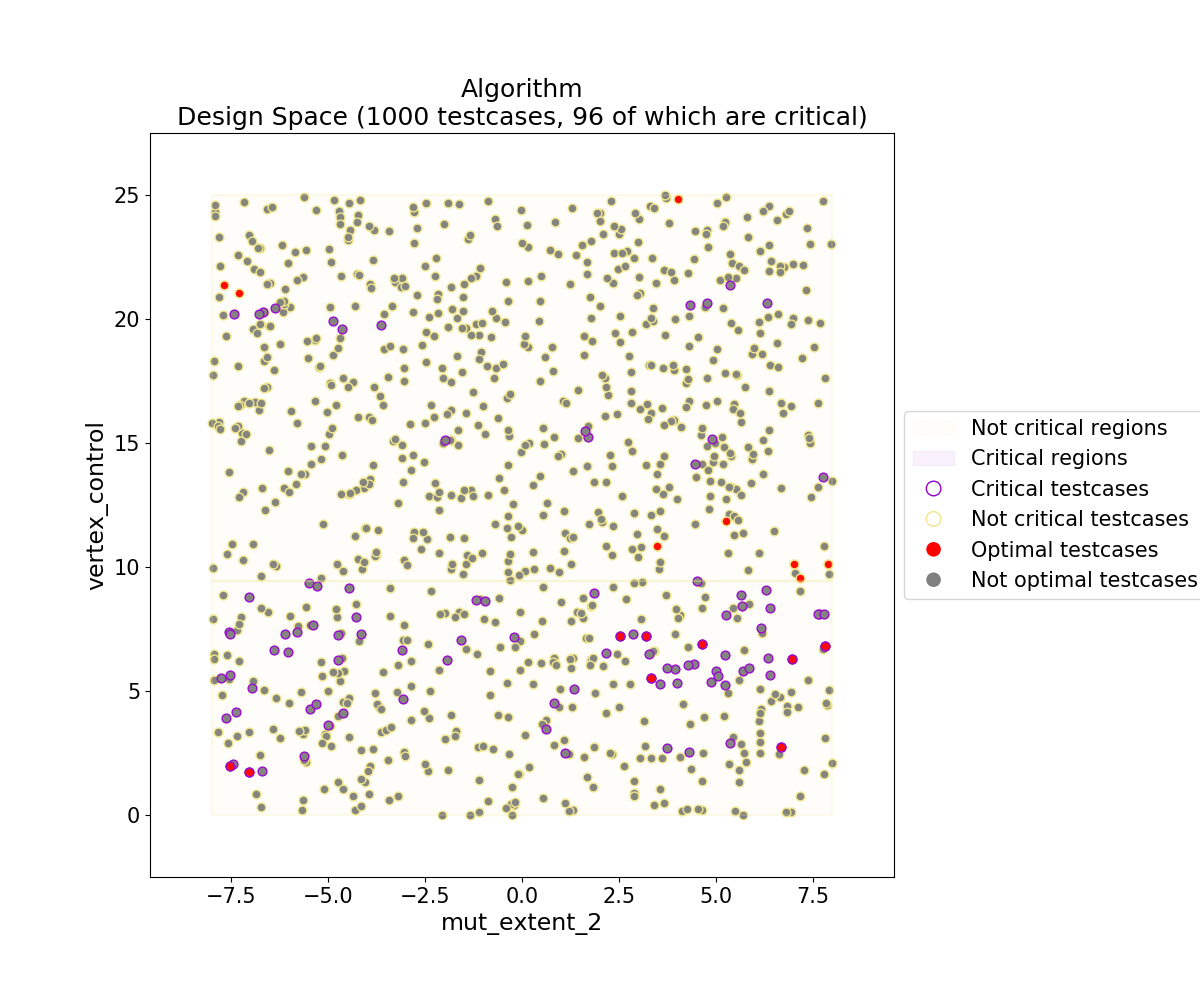 Algorithm
Design Space (1000 testcases, 96 of which are critical)
25
20
15
10
5
0
vertex_control
−7.5
−5.0
−2.5
0.0
2.5
5.0
7.5
mut_extent_2
Not critical regions
Critical regions
Critical testcases
Not critical testcases
Optimal testcases
Not optimal testcases